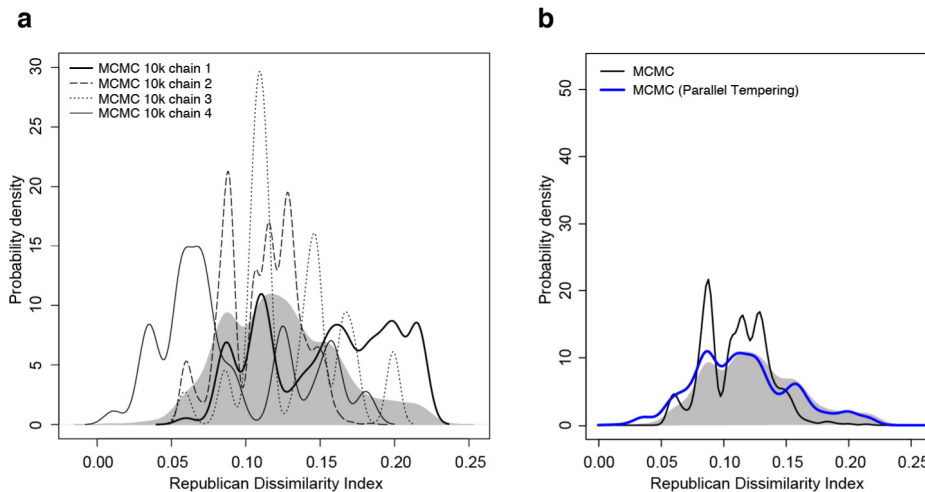 a
MCMC 10k chain 1
MCMC 10k chain 2
MCMC 10k chain 3
MCMC 10k chain 4
Probability density
30
25
20
15
10
5
0
0.00 0.05 0.10 0.15 0.20 0.25
Republican Dissimilarity Index
b
MCMC
MCMC (Parallel Tempering)
Probability density
50
40
30
20
10
0
0.00 0.05 0.10 0.15 0.20 0.25
Republican Dissimilarity Index